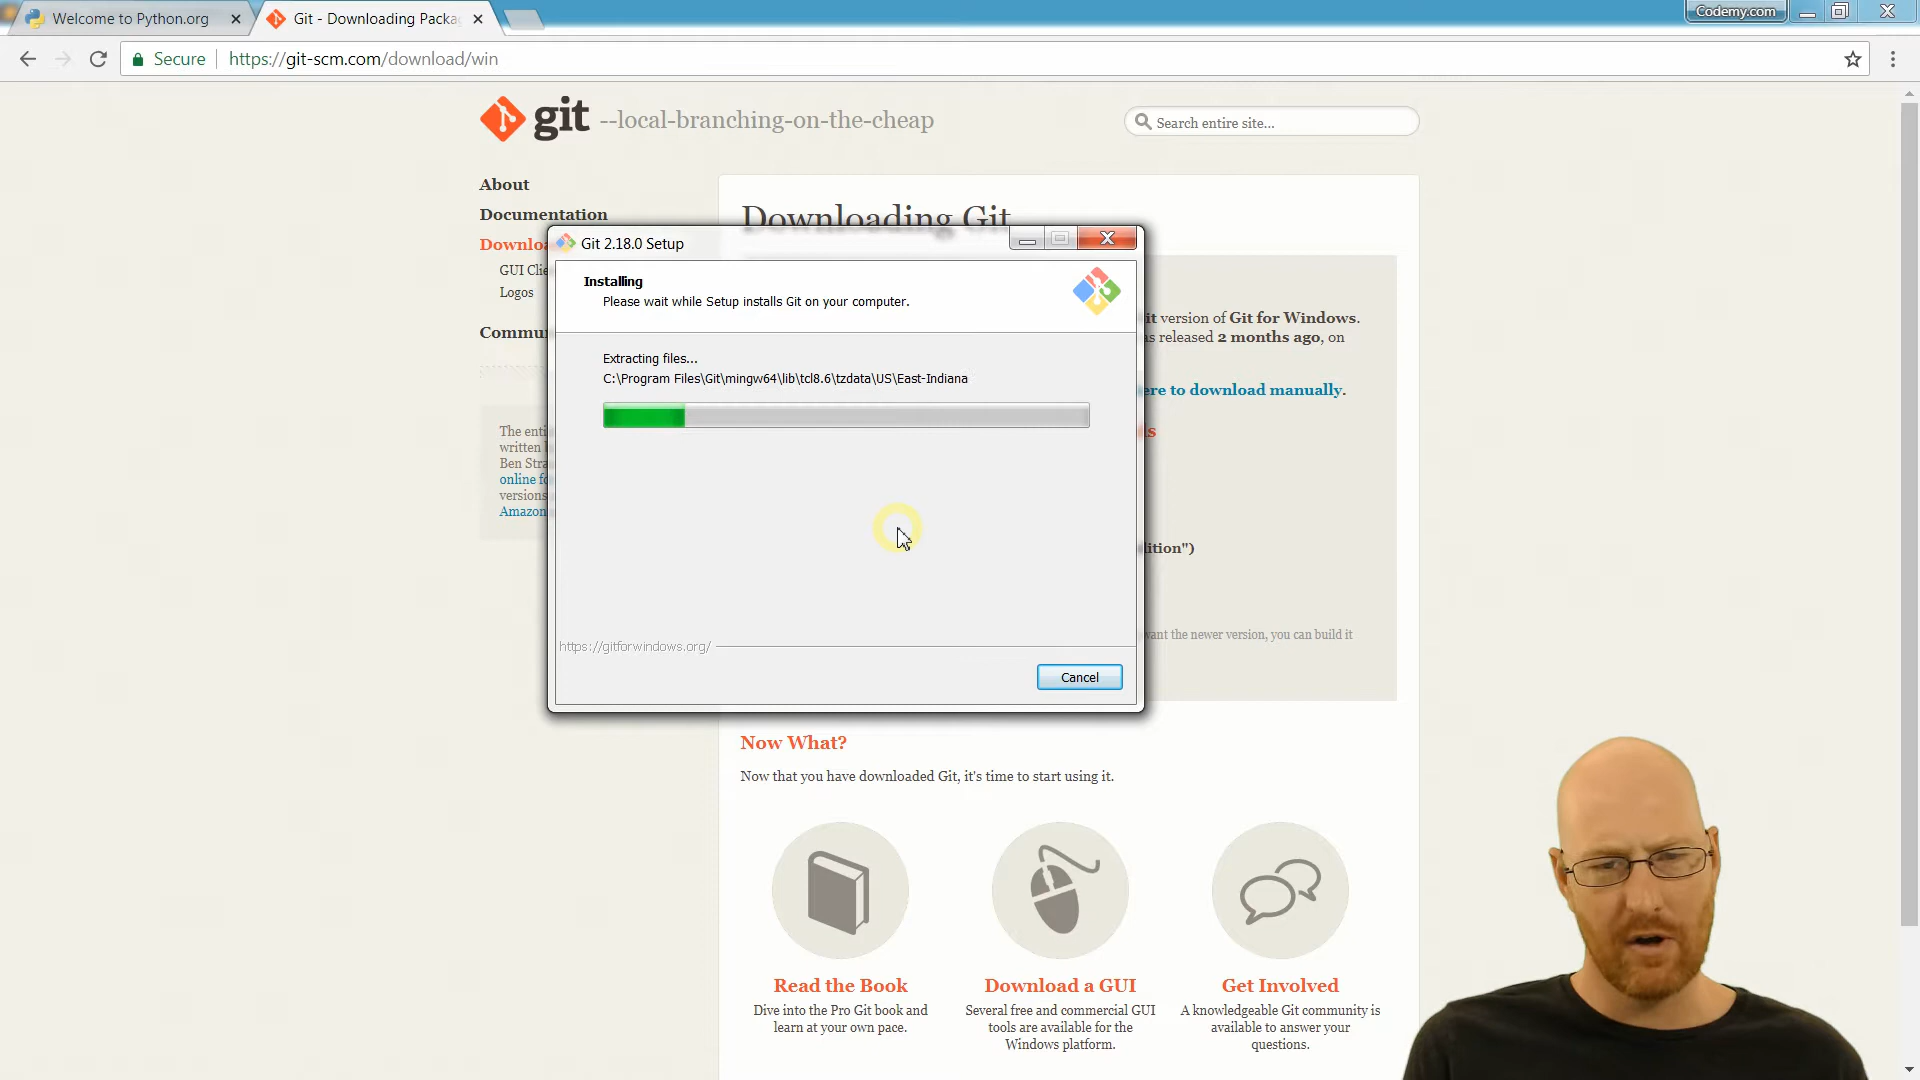 Welcome to Python.org
Git - Downloading Packa
Codemy.com
Secure
https://git-scm.com/download/win
git --local-branching-on-the-cheap
Search entire site...
About
Documentation
Downloa
GUI Clie
Logos
Commun
The enti
written b
Ben Stra
online fo
versions
Amazon
Downloading Git
it version of Git for Windows.
s released 2 months ago, on
ere to download manually.
s
ition")
want the newer version, you can build it
Git 2.18.0 Setup
Installing
Please wait while Setup installs Git on your computer.
Extracting files...
C:\Program Files\Git\mingw64\lib\tcl8.6\tzdata\US\East-Indiana
https://gitforwindows.org/
Cancel
Now What?
Now that you have downloaded Git, it's time to start using it.
Read the Book
Dive into the Pro Git book and
learn at your own pace.
Download a GUI
Several free and commercial GUI
tools are available for the
Windows platform.
Get Involved
A knowledgeable Git community is
available to answer your
questions.